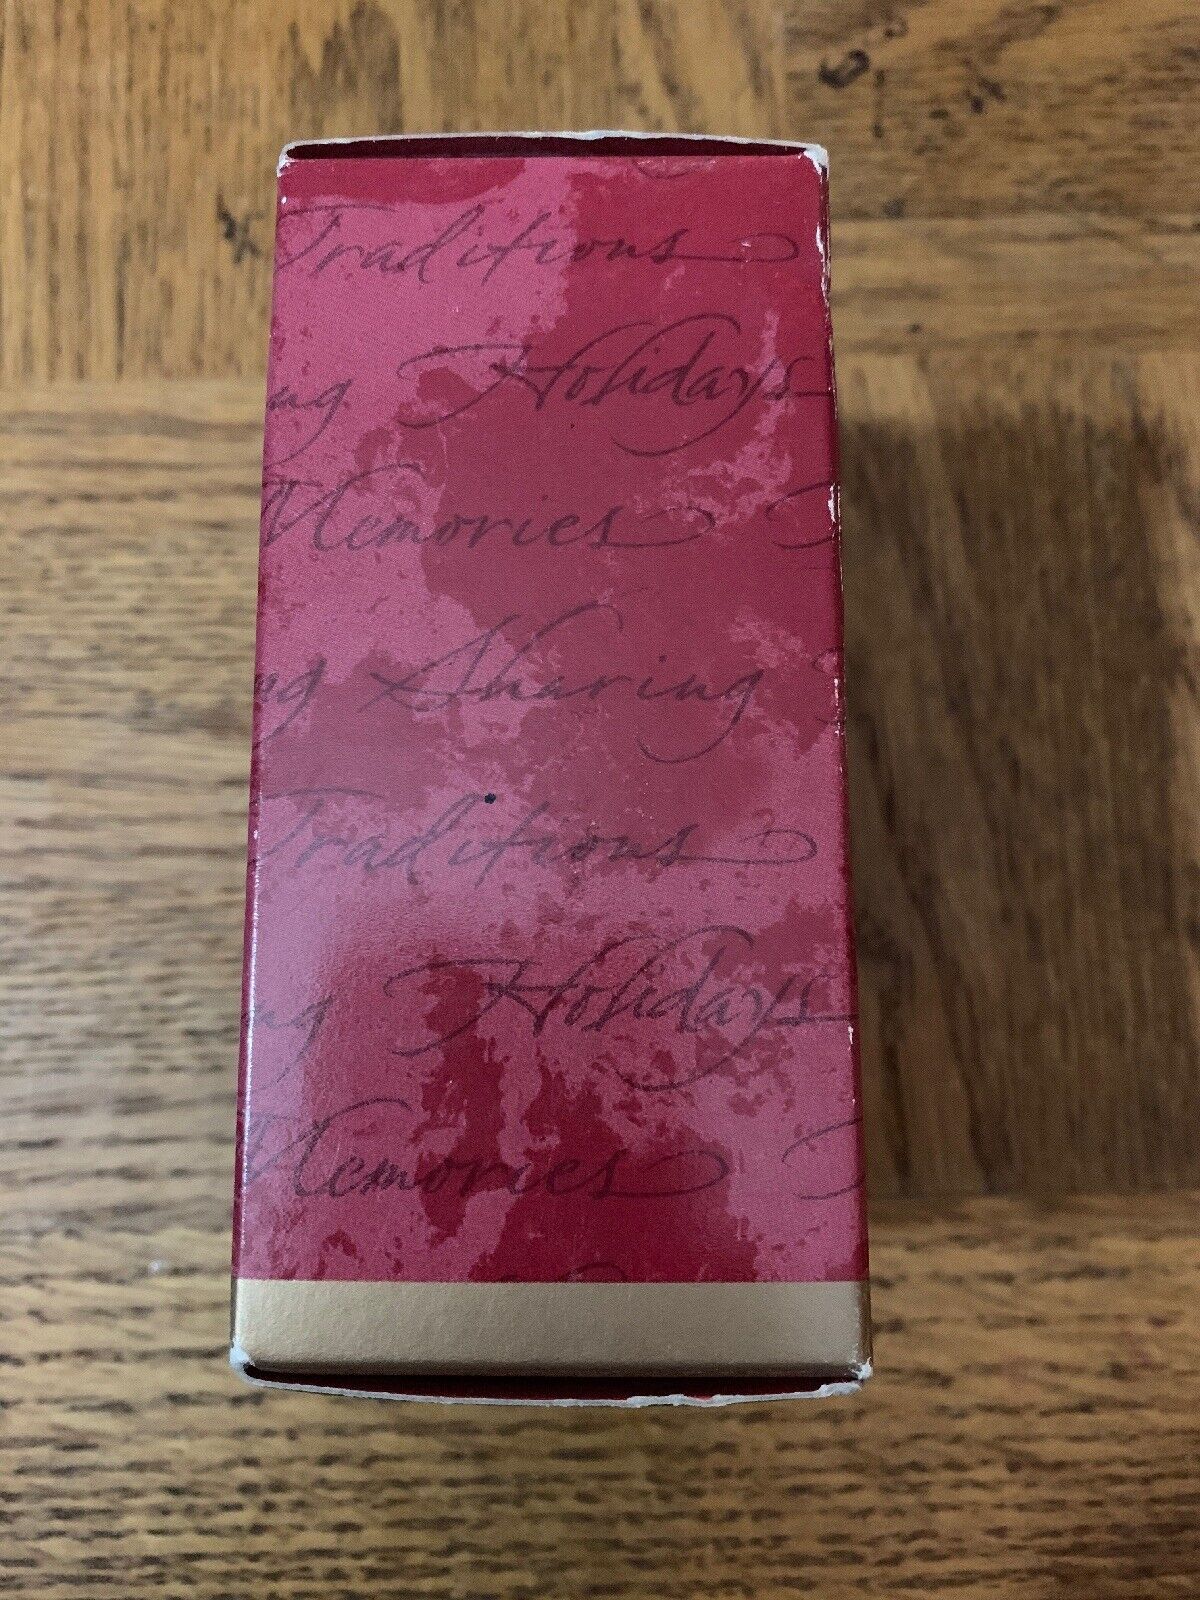 Traditions
Holidays
Memories
Sharing
Traditions
Holidays
Memories